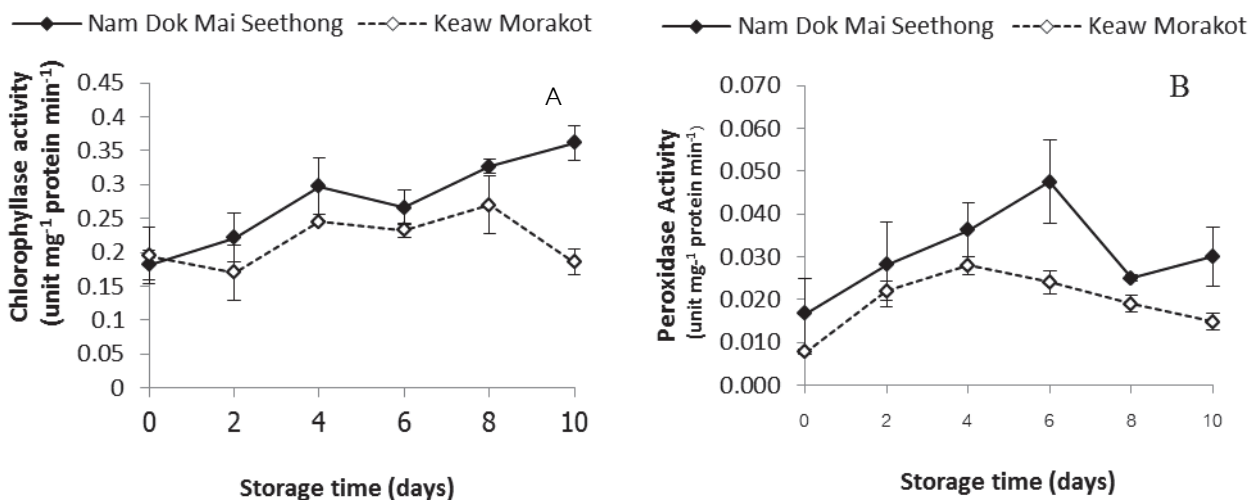 Nam Dok Mai Seethong Keaw Morakot
A
Chlorophyllase activity
(unit mg⁻¹ protein min⁻¹)
0.45
0.4
0.35
0.3
0.25
0.2
0.15
0.1
0.05
0
0 2 4 6 8 10
Storage time (days)
Nam Dok Mai Seethong Keaw Morakot
B
Peroxidase Activity
(unit mg-¹ protein min⁻¹)
0.070
0.060
0.050
0.040
0.030
0.020
0.010
0.000
0 2 4 6 8 10
Storage time (days)